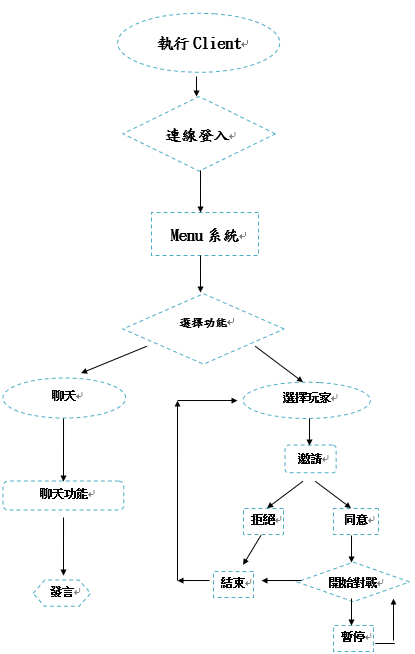 執行 Client
連線登入
Menu 系統
選擇功能
聊天
選擇玩家
邀請
聊天功能
拒絕
同意
發言
結束
開始對戰
暫停